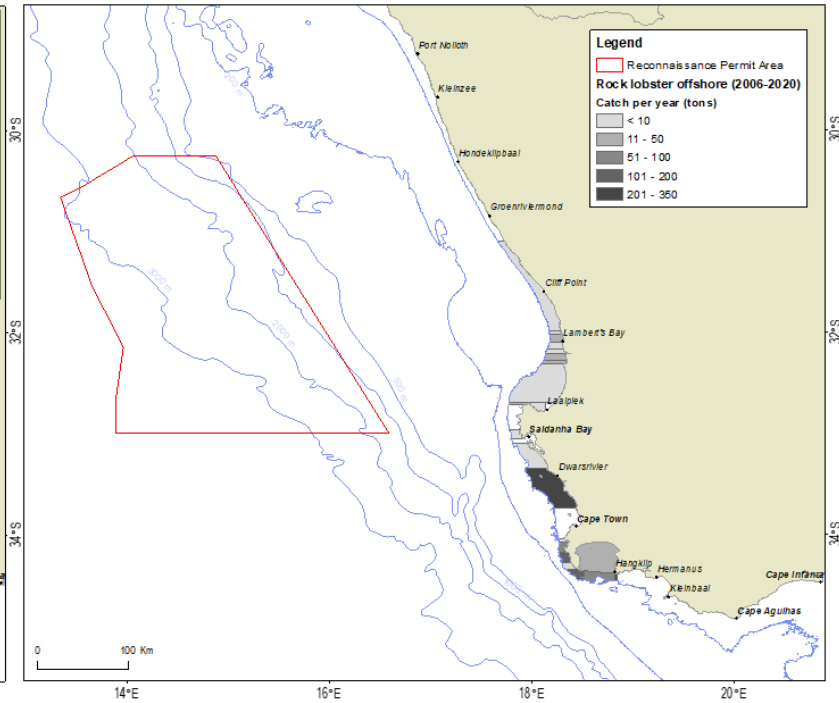 Legend
Reconnaissance Permit Area
Rock lobster offshore (2006-2020)
Catch per year (tons)
< 10
11 - 50
51 - 100
101 - 200
201 - 350
Port Nolloth
Kleinzee
200 m
30°S
30°S
Hondeklipbaai
Groenriviermond
3000 m
Cliff Point
2000 m
32°S
32°S
Lambert's Bay
500 m
Laaiplek
Saldanha Bay
Dwarsrivier
34°S
34°S
Cape Town
Hangklip
Hermanus
Cape Infanta
Kleinbaai
Cape Agulhas
0
100 Km
14°E
16°E
18°E
20°E